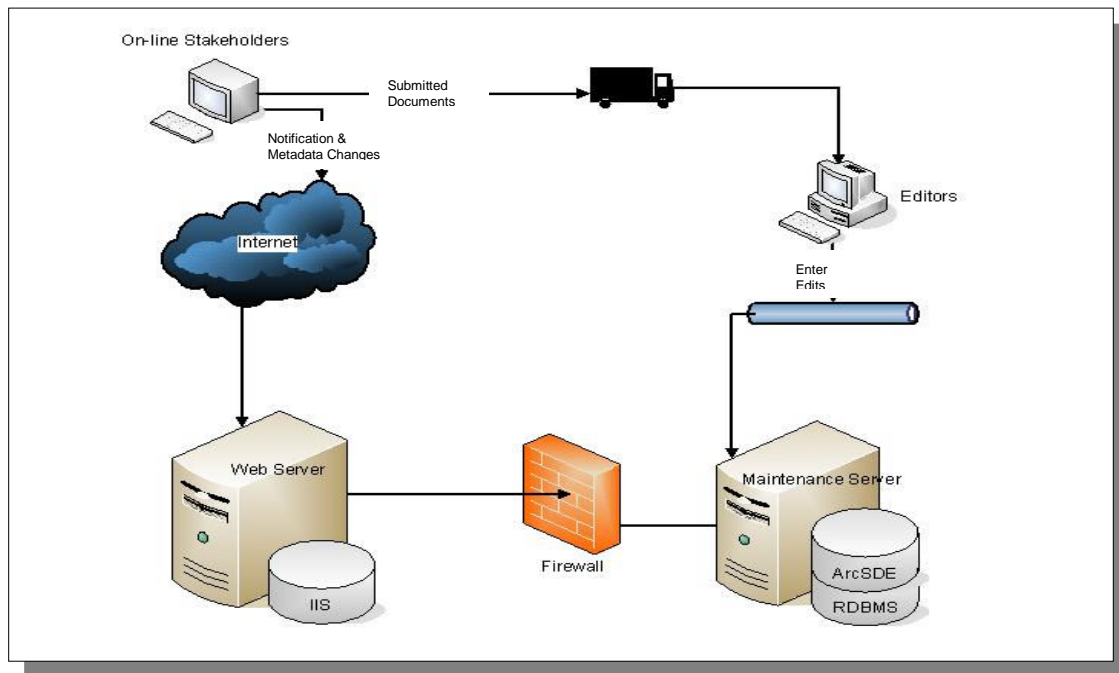 On-line Stakeholders
Submitted
Documents
Notification &
Metadada Changes
Internet
Editors
Enter
Edits
Web Server
IIS
Firewall
Maintenance Server
ArcSDE
RDBMS